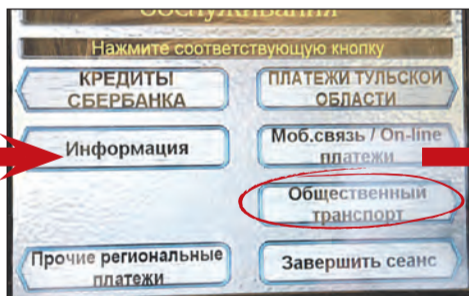 обслуживания
Нажмите соответствующую кнопку
КРЕДИТЫ
СБЕРБАНКА
ПЛАТЕЖИ ТУЛЬСКОЙ
ОБЛАСТИ
Информация
Моб.связь / On-line
платежи
Общественный
транспорт
Прочие региональные
платежи
Завершить сеанс